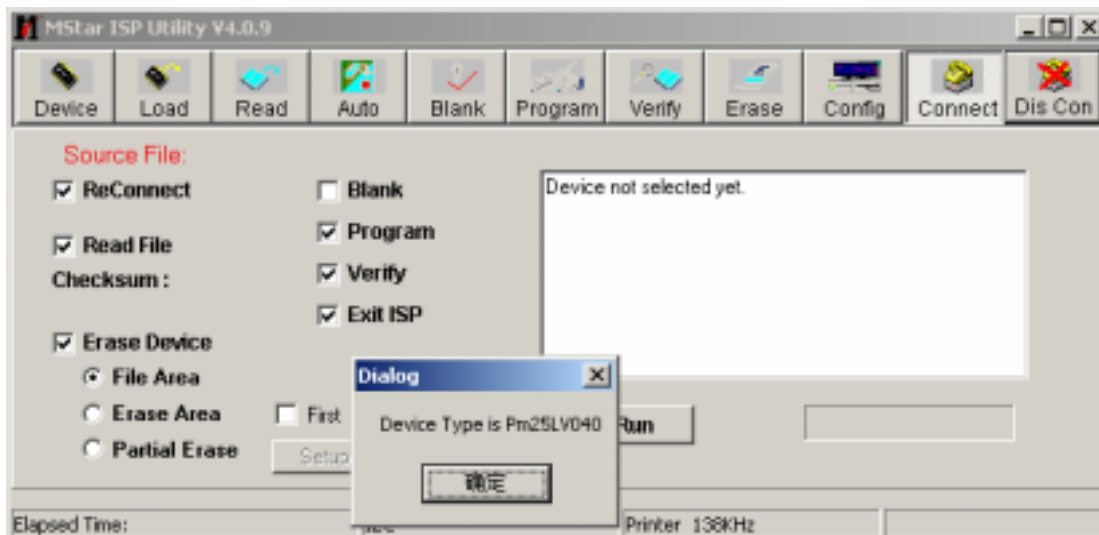 MStar ISP Utility V4.0.9
Device Load Read Auto Blank Program Verify Erase Config Connect Dis Con
Source File:
ReConnect
Blank
Device not selected yet.
Program
Read File
Checksum :
Verify
Exit ISP
Erase Device
File Area
Erase Area
First
Partial Erase
Setup
Dialog
Device Type is Pm25LV040
确定
Run
Elapsed Time:
Printer 138KHz